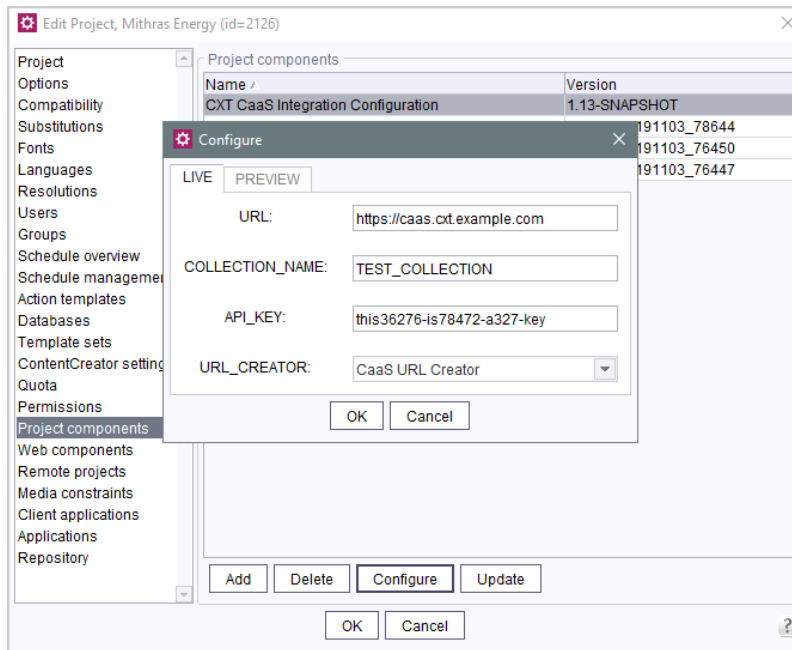 Edit Project, Mithras Energy (id=2126)
Project
Options
Compatibility
Substitutions
Fonts
Languages
Resolutions
Users
Groups
Schedule overview
Schedule managemer
Action templates
Databases
Template sets
ContentCreator setting
Quota
Permissions
Project components
Web components
Remote projects
Media constraints
Client applications
Applications
Repository
Project components
Name Version
CXT CaaS Integration Configuration 1.13-SNAPSHOT
191103_78644
191103_76450
191103_76447
Configure
LIVE PREVIEW
URL: https://caas.cxt.example.com
COLLECTION_NAME: TEST_COLLECTION
API_KEY: this36276-is78472-a327-key
URL_CREATOR: CaaS URL Creator
OK Cancel
Add Delete Configure Update
OK Cancel
?